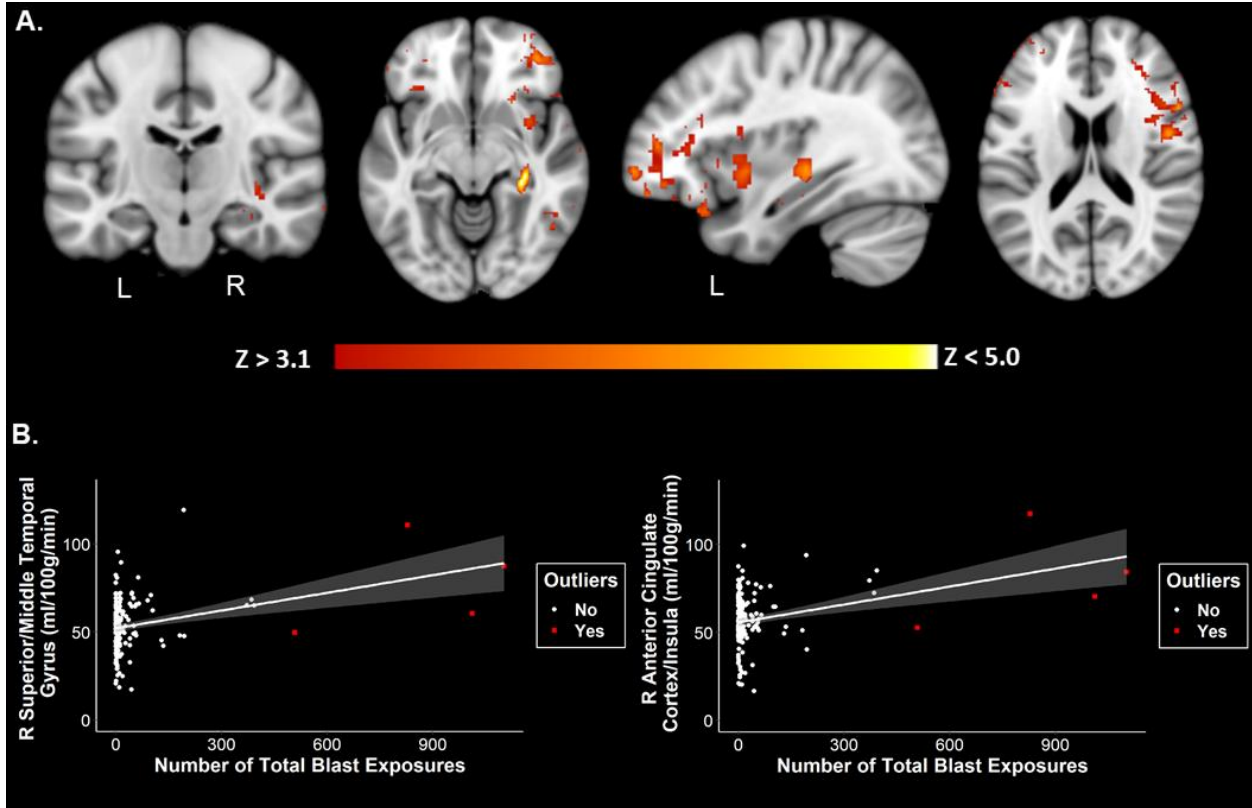 A.
L
R
L
Z > 3.1
Z < 5.0
B.
R Superior/Middle Temporal
Gyrus (ml/100g/min)
100
50
0
0
300
600
900
Number of Total Blast Exposures
Outliers
No
Yes
R Anterior Cingulate
Cortex/Insula (ml/100g/min)
100
50
0
0
300
600
900
Number of Total Blast Exposures
Outliers
No
Yes